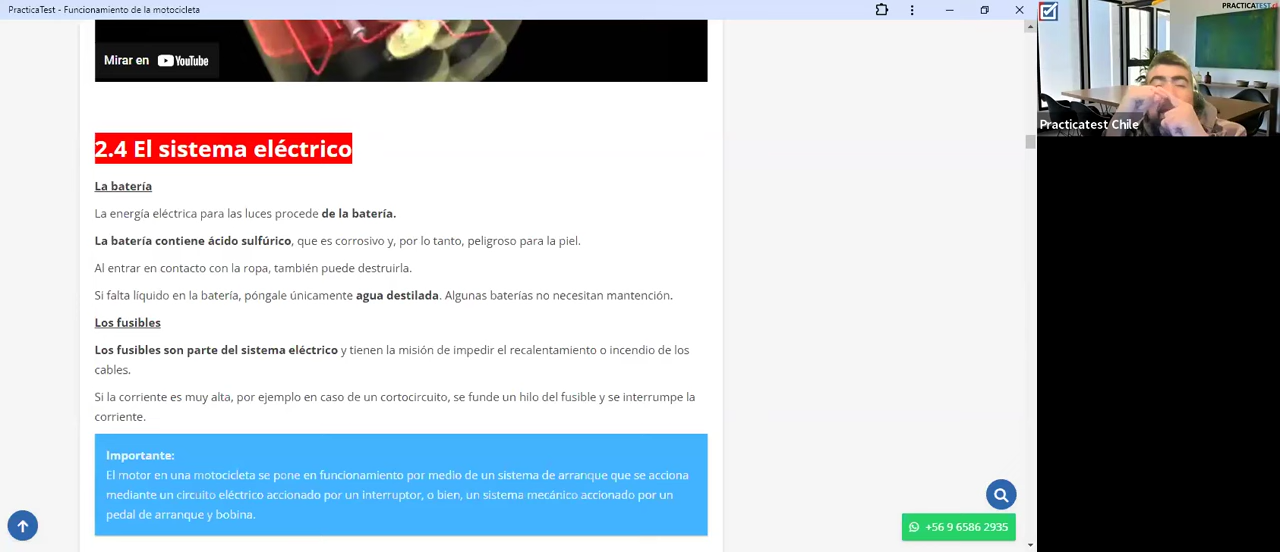 PracticaTest - Funcionamiento de la motocicleta
PRACTICATEST
Mirar en YouTube
Practicatest Chile
2.4 El sistema eléctrico
La batería
La energía eléctrica para las luces procede de la batería.
La batería contiene ácido sulfúrico, que es corrosivo y, por lo tanto, peligroso para la piel.
Al entrar en contacto con la ropa, también puede destruirla.
Si falta líquido en la batería, póngale únicamente agua destilada. Algunas baterías no necesitan mantención.
Los fusibles
Los fusibles son parte del sistema eléctrico y tienen la misión de impedir el recalentamiento o incendio de los
cables.
Si la corriente es muy alta, por ejemplo en caso de un cortocircuito, se funde un hilo del fusible y se interrumpe la
corriente.
Importante:
El motor en una motocicleta se pone en funcionamiento por medio de un sistema de arranque que se acciona
mediante un circuito eléctrico accionado por un interruptor, o bien, un sistema mecánico accionado por un
pedal de arranque y bobina.
+56 9 6586 2935